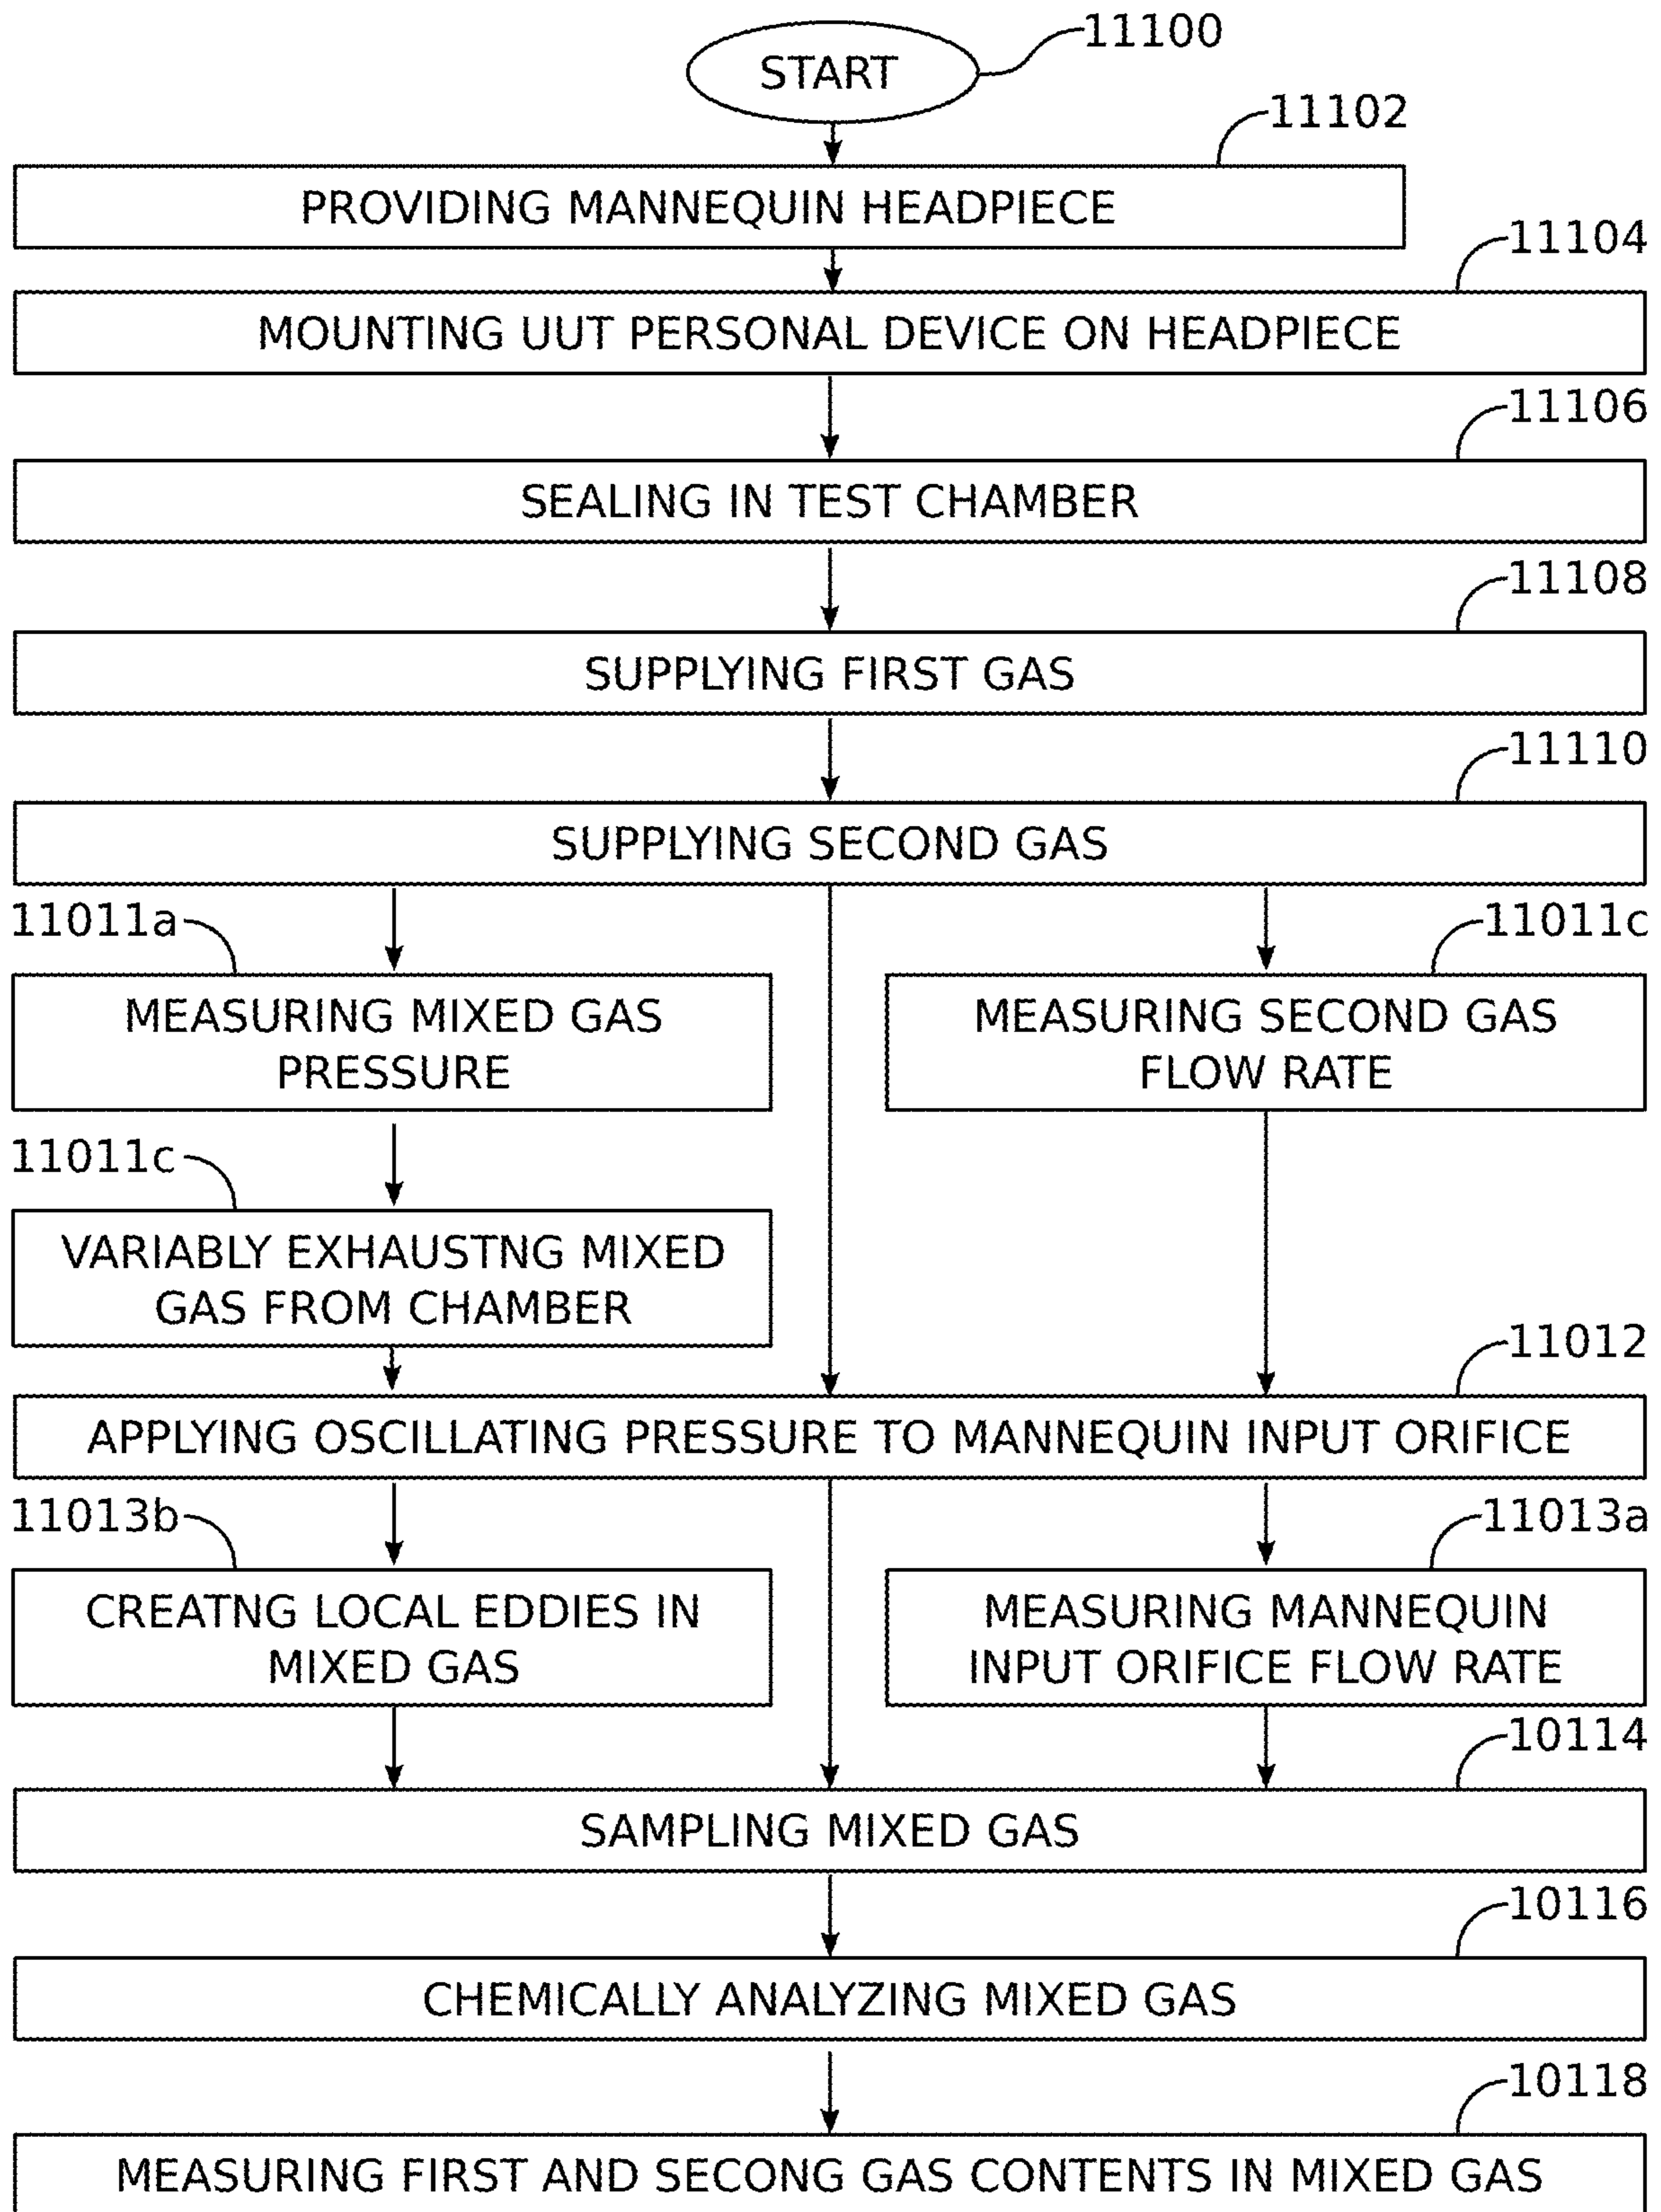 11100
START
11102
PROVIDING MANNEQUIN HEADPIECE
11104
MOUNTING UUT PERSONAL DEVICE ON HEADPIECE
11106
SEALING IN TEST CHAMBER
11108
SUPPLYING FIRST GAS
11110
SUPPLYING SECOND GAS
11011a
11011c
MEASURING MIXED GAS
PRESSURE
MEASURING SECOND GAS
FLOW RATE
11011c
VARIABLY EXHAUSTNG MIXED
GAS FROM CHAMBER
11012
APPLYING OSCILLATING PRESSURE TO MANNEQUIN INPUT ORIFICE
11013b
11013a
CREATNG LOCAL EDDIES IN
MIXED GAS
MEASURING MANNEQUIN
INPUT ORIFICE FLOW RATE
10114
SAMPLING MIXED GAS
10116
CHEMICALLY ANALYZING MIXED GAS
10118
MEASURING FIRST AND SECONG GAS CONTENTS IN MIXED GAS